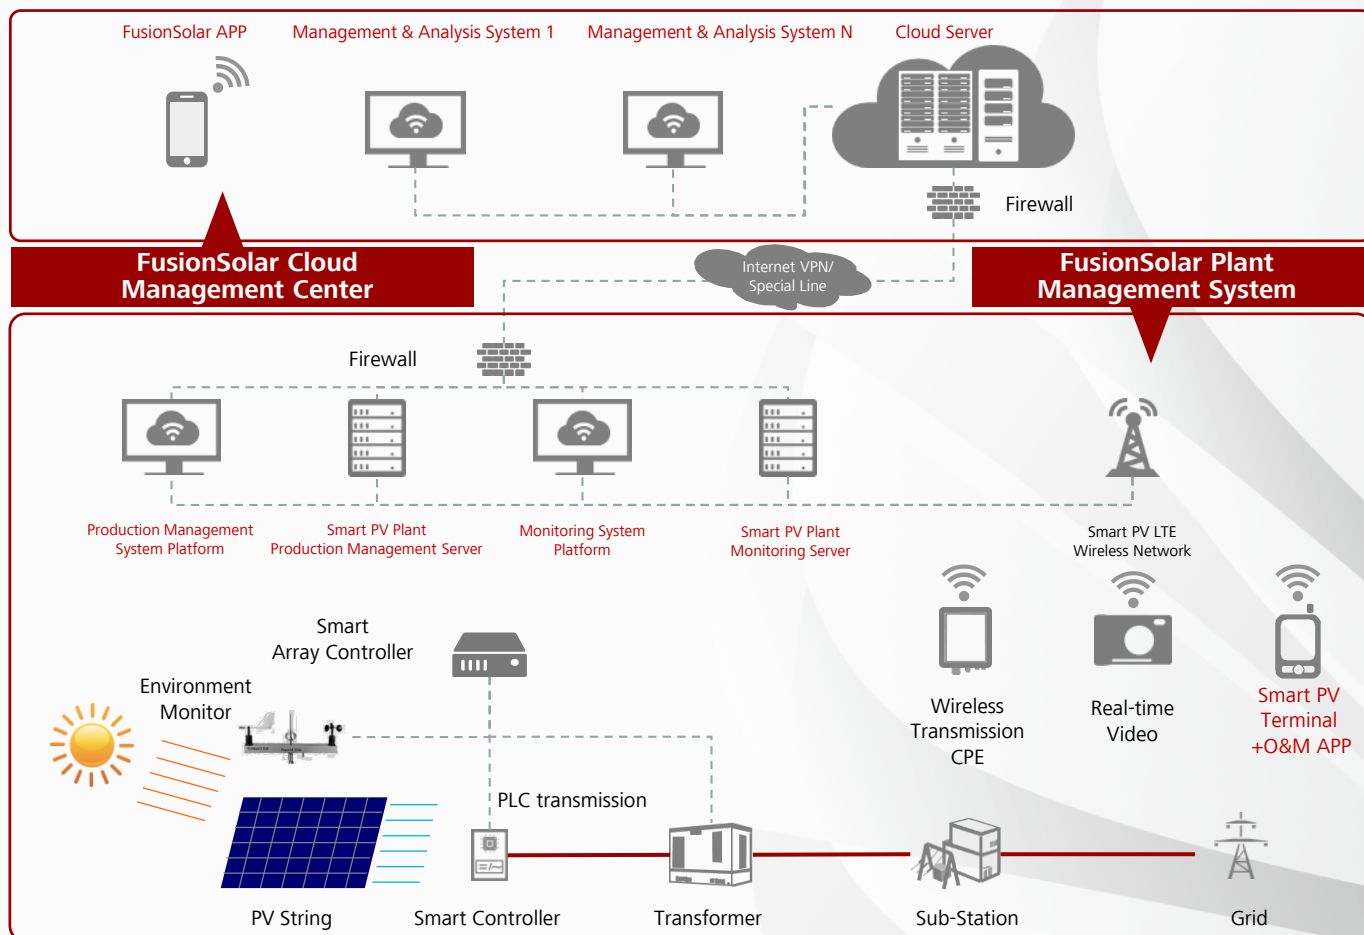 FusionSolar APP
Management & Analysis System 1
Management & Analysis System N
Cloud Server
Firewall
FusionSolar Cloud
Management Center
Internet VPN/
Special Line
FusionSolar Plant
Management System
Firewall
Production Management
System Platform
Smart PV Plant
Production Management Server
Monitoring System
Platform
Smart PV Plant
Monitoring Server
Smart PV LTE
Wireless Network
Smart
Array Controller
Environment
Monitor
Wireless
Transmission
CPE
Real-time
Video
Smart PV
Terminal
+O&M APP
PLC transmission
PV String
Smart Controller
Transformer
Sub-Station
Grid